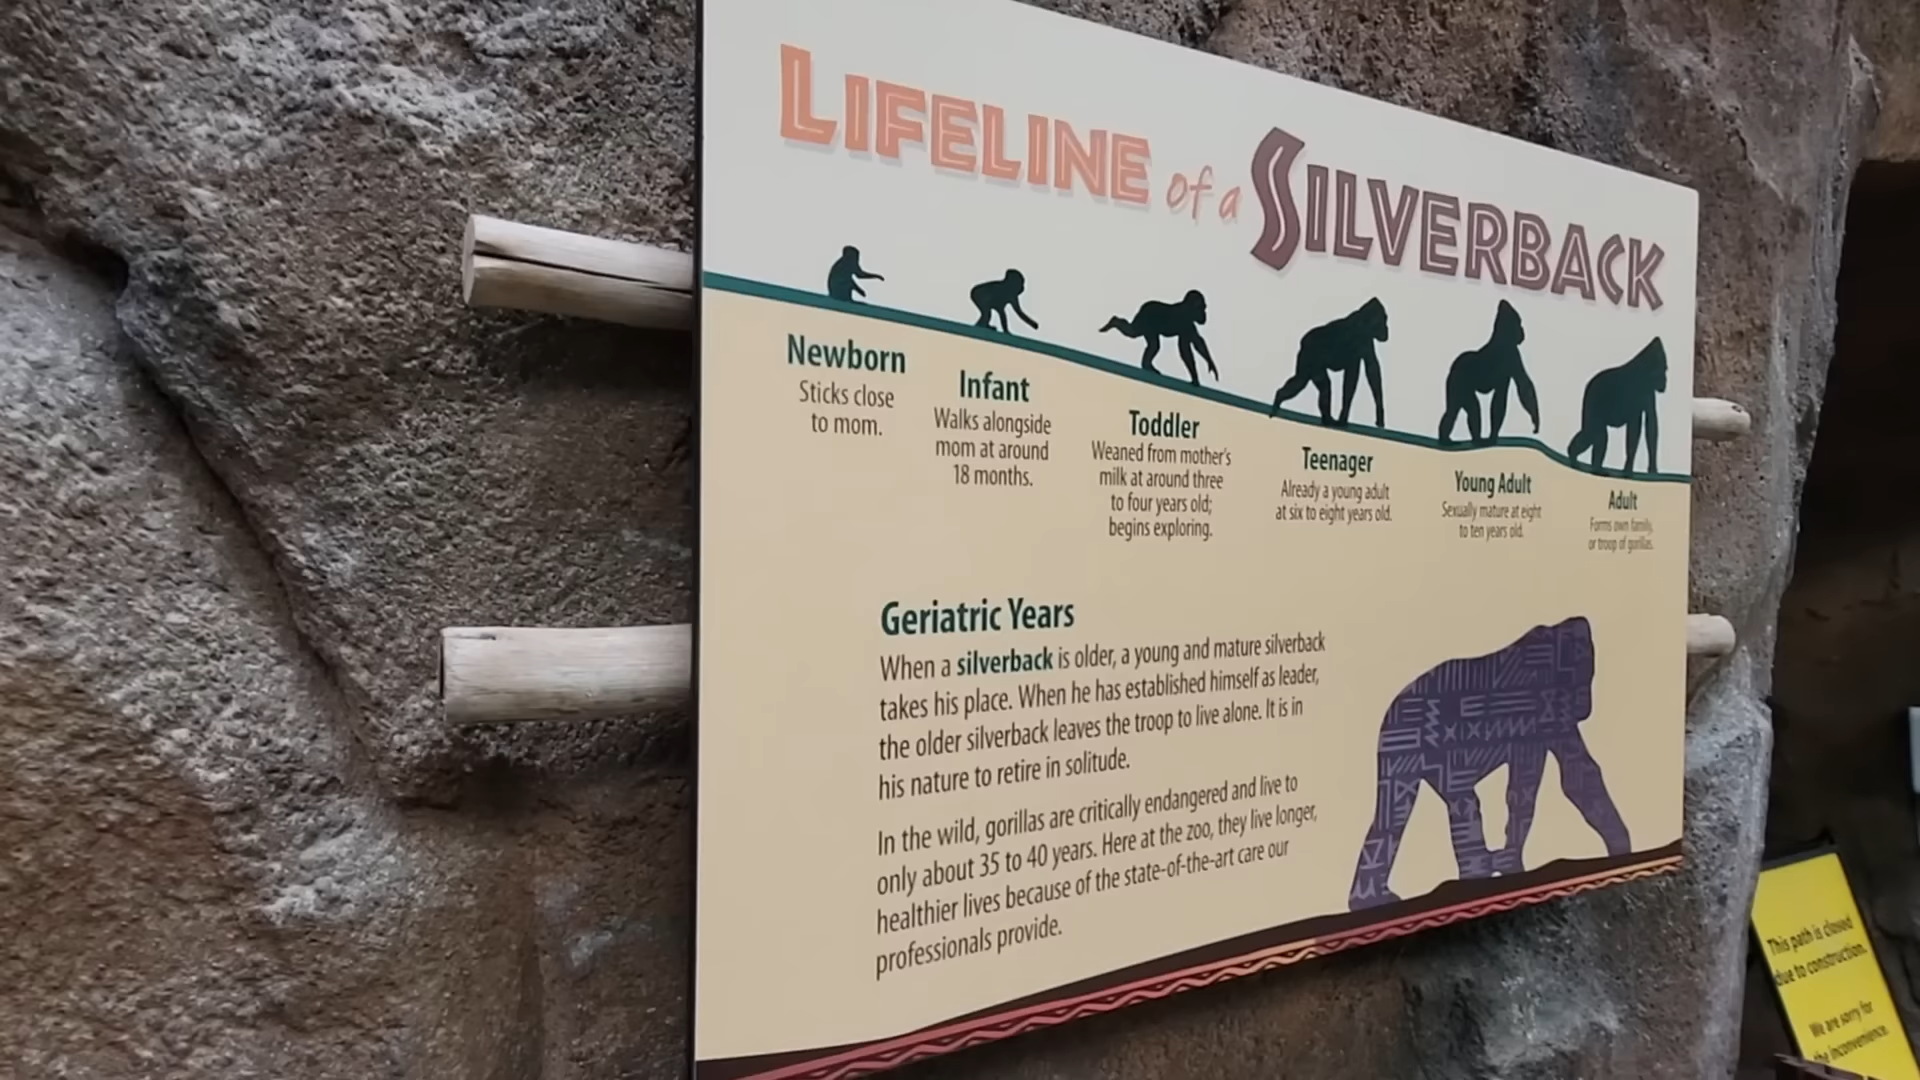 LIFELINE of a SILVERBACK
Newborn
Sticks close
to mom.
Infant
Walks alongside
mom at around
18 months.
Toddler
Weaned from mother's
milk at around three
to four years old;
begins exploring.
Teenager
Already a young adult
at six to eight years old.
Young Adult
Sexually mature at eight
to ten years old.
Adult
Forms own family,
or troop of gorillas.
Geriatric Years
When a silverback is older, a young and mature silverback
takes his place. When he has established himself as leader,
the older silverback leaves the troop to live alone. It is in
his nature to retire in solitude.
In the wild, gorillas are critically endangered and live to
only about 35 to 40 years. Here at the zoo, they live longer,
healthier lives because of the state-of-the-art care our
professionals provide.
This path is closed
due to construction.
We are sorry for
the inconvenience.